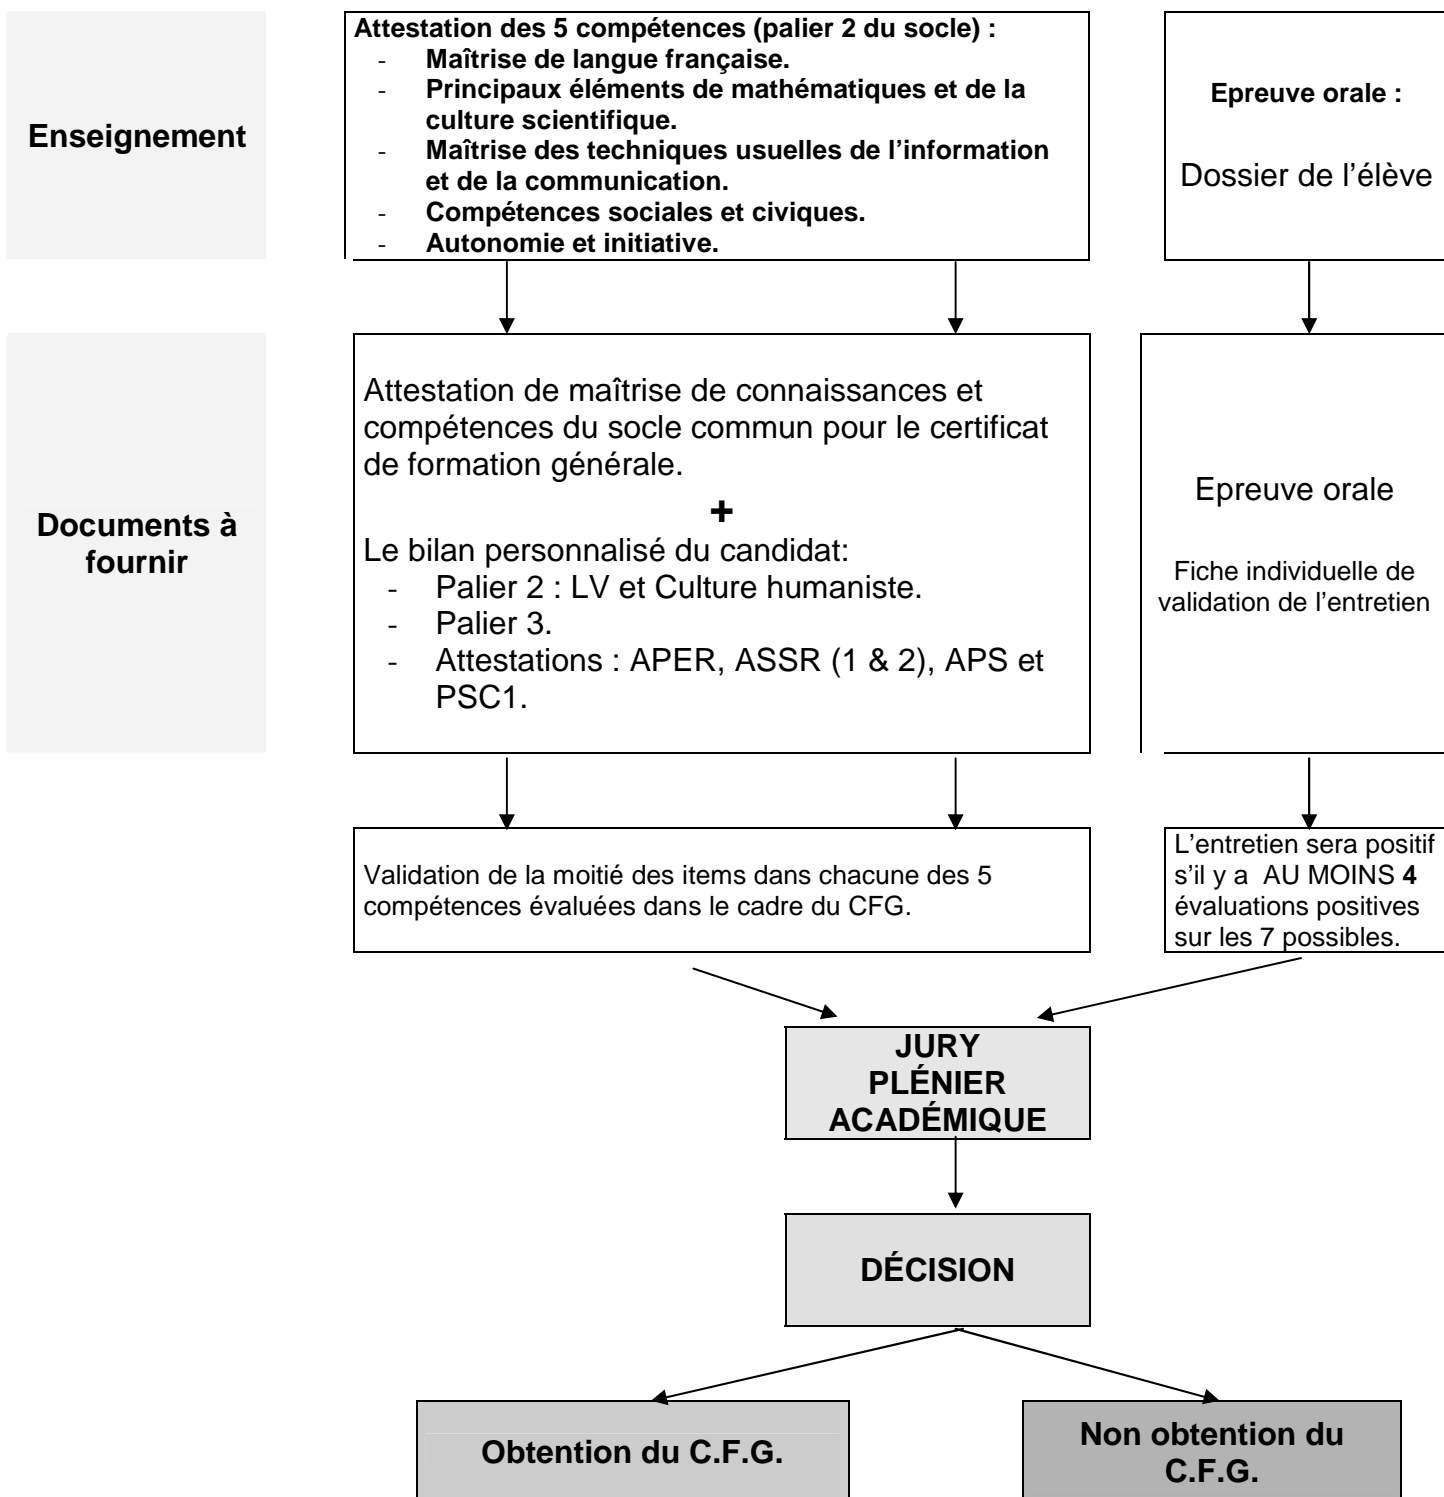 Enseignement
Attestation des 5 compétences (palier 2 du socle) :
- Maîtrise de langue française.
- Principaux éléments de mathématiques et de la
culture scientifique.
- Maîtrise des techniques usuelles de l’information
et de la communication.
- Compétences sociales et civiques.
- Autonomie et initiative.
Epreuve orale :
Dossier de l’élève
Documents à
fournir
Attestation de maîtrise de connaissances et
compétences du socle commun pour le certificat
de formation générale.
+
Le bilan personnalisé du candidat:
- Palier 2 : LV et Culture humaniste.
- Palier 3.
- Attestations : APER, ASSR (1 & 2), APS et
PSC1.
Epreuve orale
Fiche individuelle de
validation de l’entretien
Validation de la moitié des items dans chacune des 5
compétences évaluées dans le cadre du CFG.
L’entretien sera positif
s’il y a AU MOINS 4
évaluations positives
sur les 7 possibles.
JURY
PLÉNIER
ACADÉMIQUE
DÉCISION
Obtention du C.F.G.
Non obtention du
C.F.G.